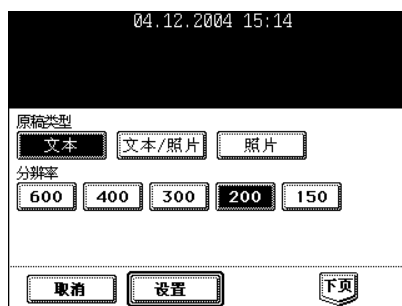 04.12.2004 15:14
原稿类型
文本 文本/照片 照片
分辨率
600 400 300 200 150
取消 设置 下页